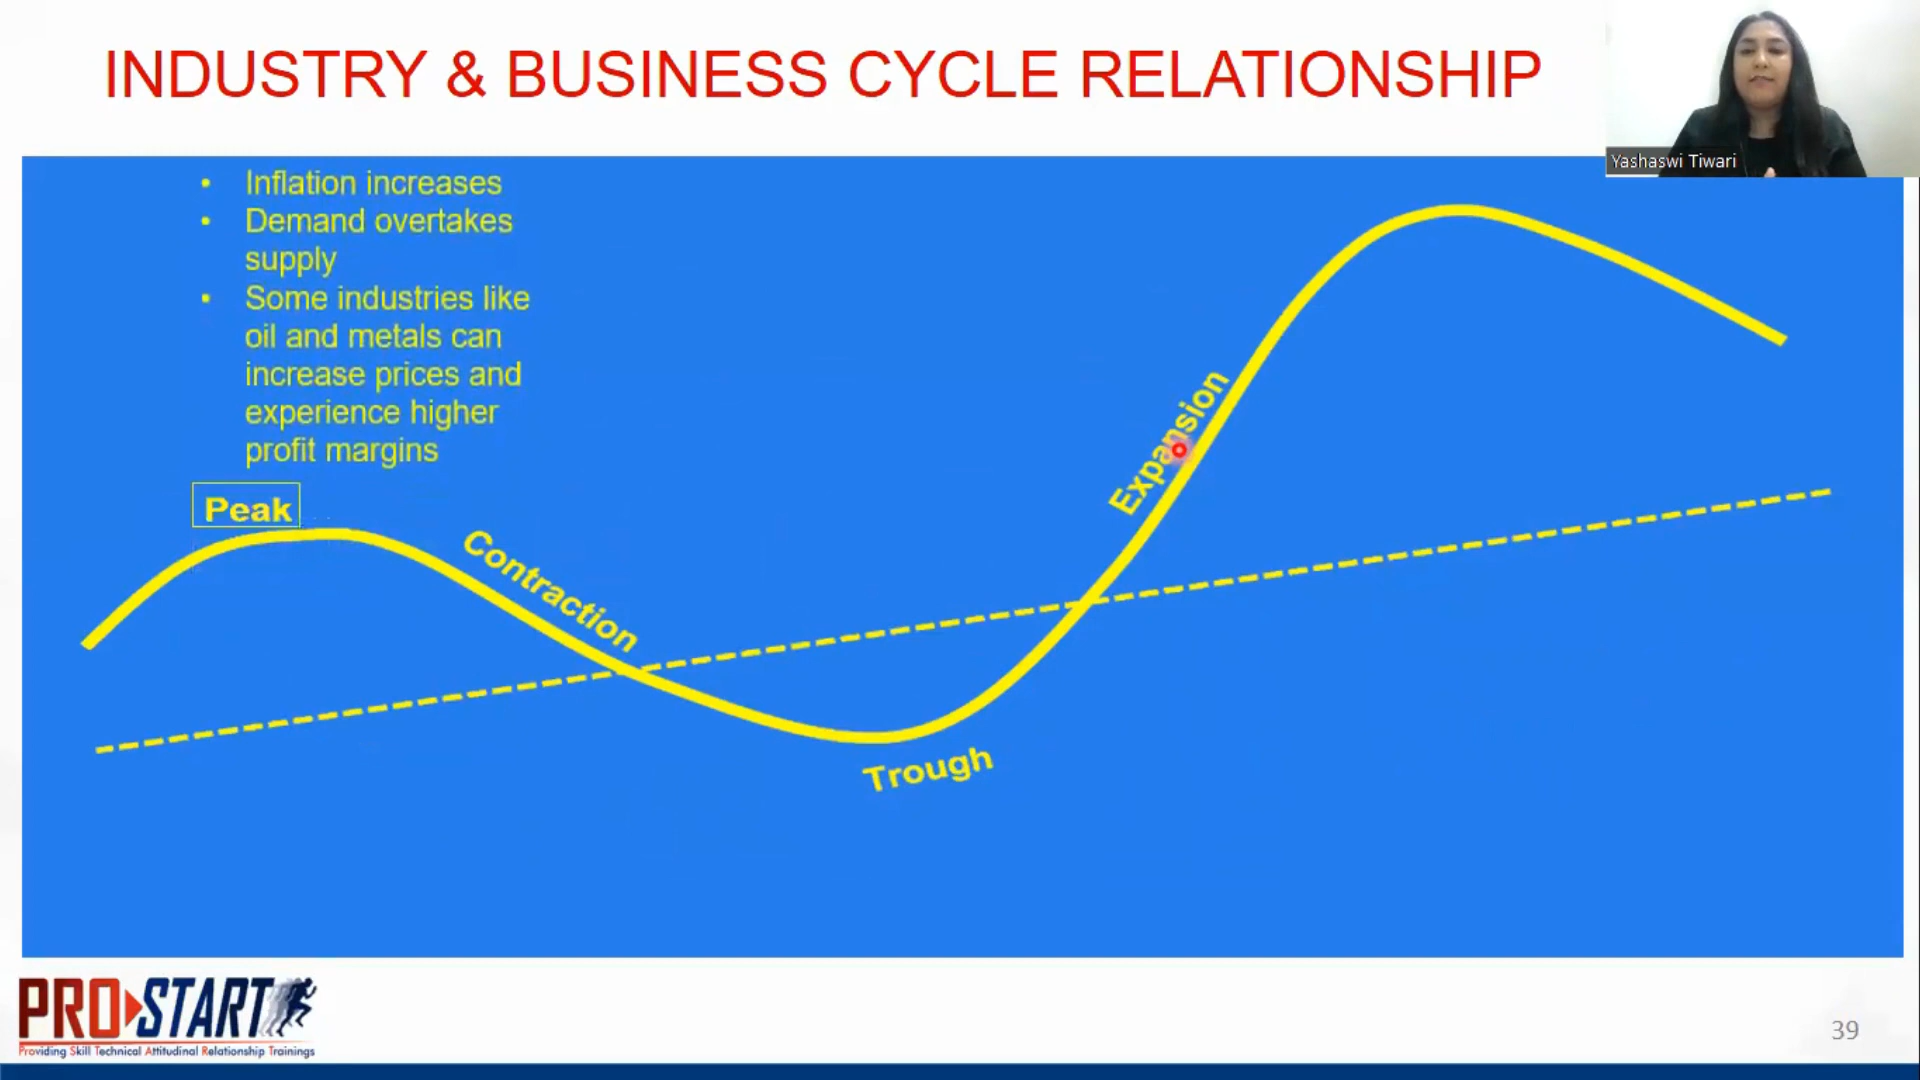 INDUSTRY & BUSINESS CYCLE RELATIONSHIP
Yashaswi Tiwari
• Inflation increases
• Demand overtakes
supply
• Some industries like
oil and metals can
increase prices and
experience higher
profit margins
Peak
Contraction
Expansion
Trough
PRO START
Providing Skill Technical Attitudinal Relationship Trainings
39